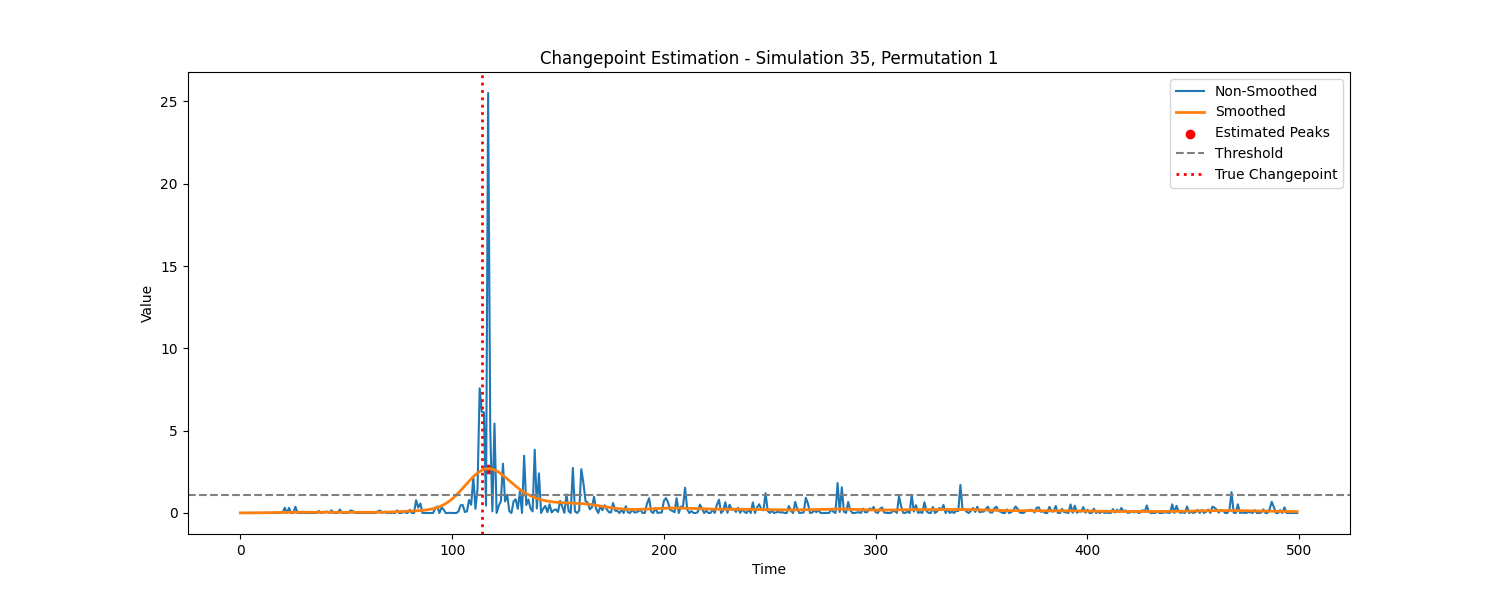 Changepoint Estimation - Simulation 35, Permutation 1
25
20
15
10
5
0
Value
Non-Smoothed
Smoothed
Estimated Peaks
Threshold
True Changepoint
0 100 200 300 400 500
Time